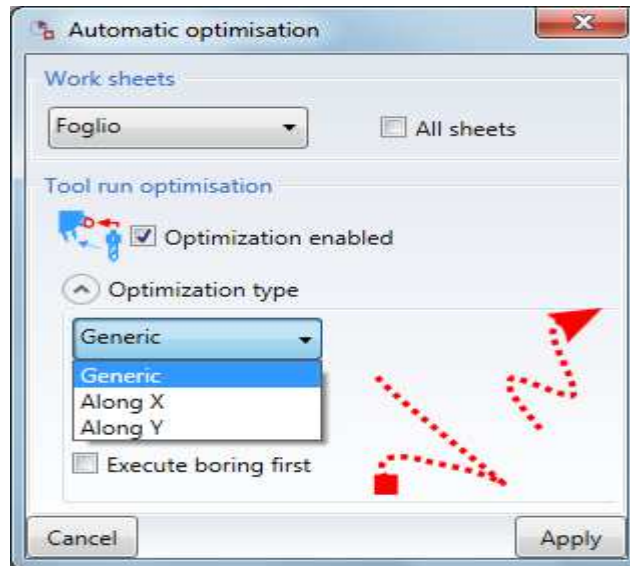 Automatic optimisation
Work sheets
Foglio
All sheets
Tool run optimisation
Optimization enabled
Optimization type
Generic
Generic
Along X
Along Y
Execute boring first
Cancel
Apply